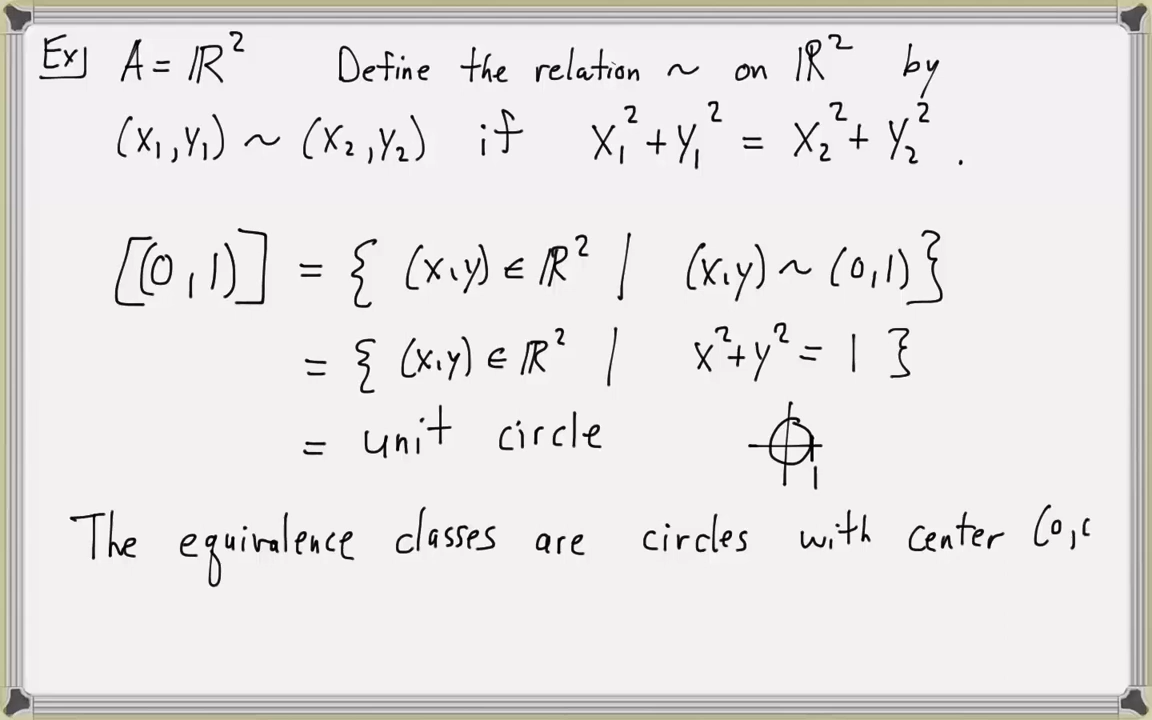 Ex] A = ℝ² Define the relation ~ on ℝ² by
(x₁,y₁) ~ (x₂,y₂) if x₁² + y₁² = x₂² + y₂² .
[(0,1)] = { (x,y) ∈ ℝ² | (x,y) ~ (0,1) }
= { (x,y) ∈ ℝ² | x² + y² = 1 }
= unit circle
1
The equivalence classes are circles with center (0,